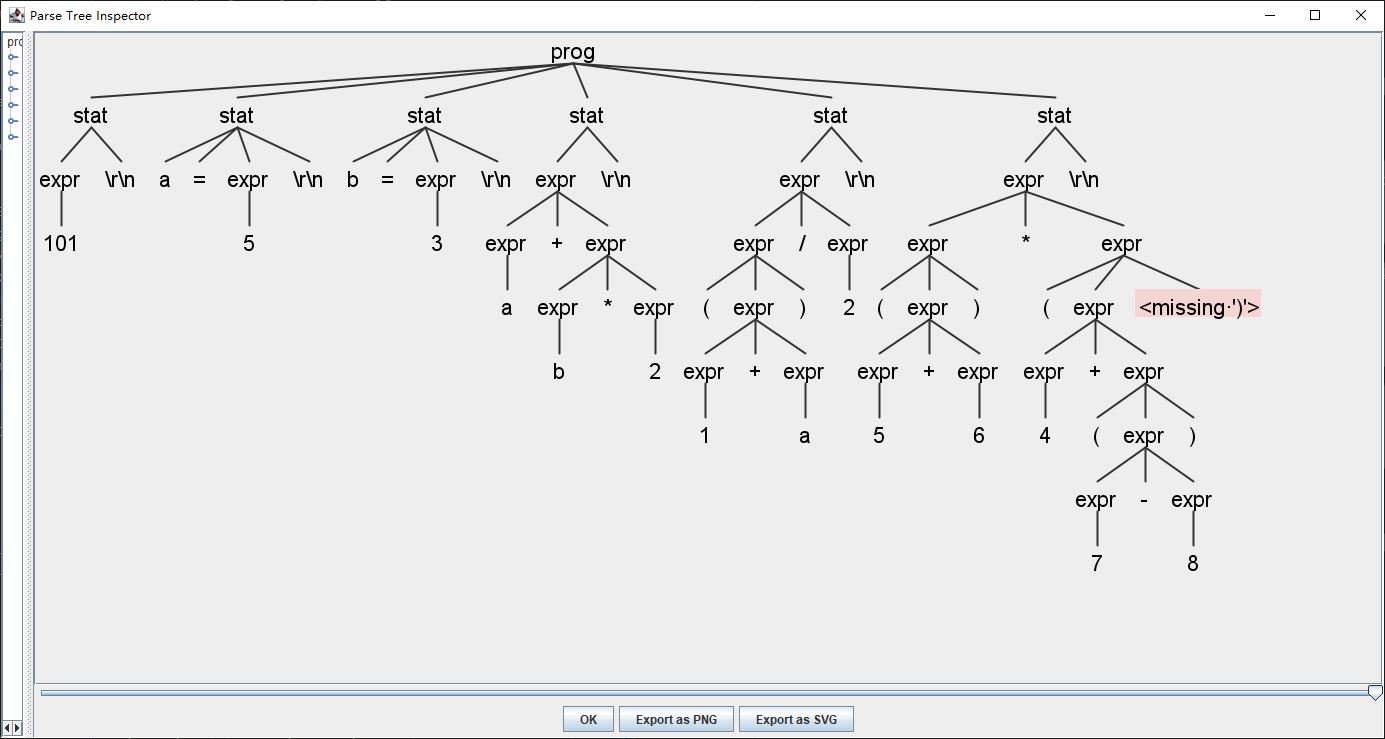 Parse Tree Inspector
prog
stat stat stat stat stat stat
expr \r\n a = expr \r\n b = expr \r\n expr \r\n expr \r\n expr \r\n
101 5 3 expr + expr expr / expr expr * expr
a expr * expr ( expr ) 2 ( expr ) ( expr <missing·')'>
b 2 expr + expr expr + expr expr + expr
1 a 5 6 4 ( expr )
expr - expr
7 8
OK Export as PNG Export as SVG